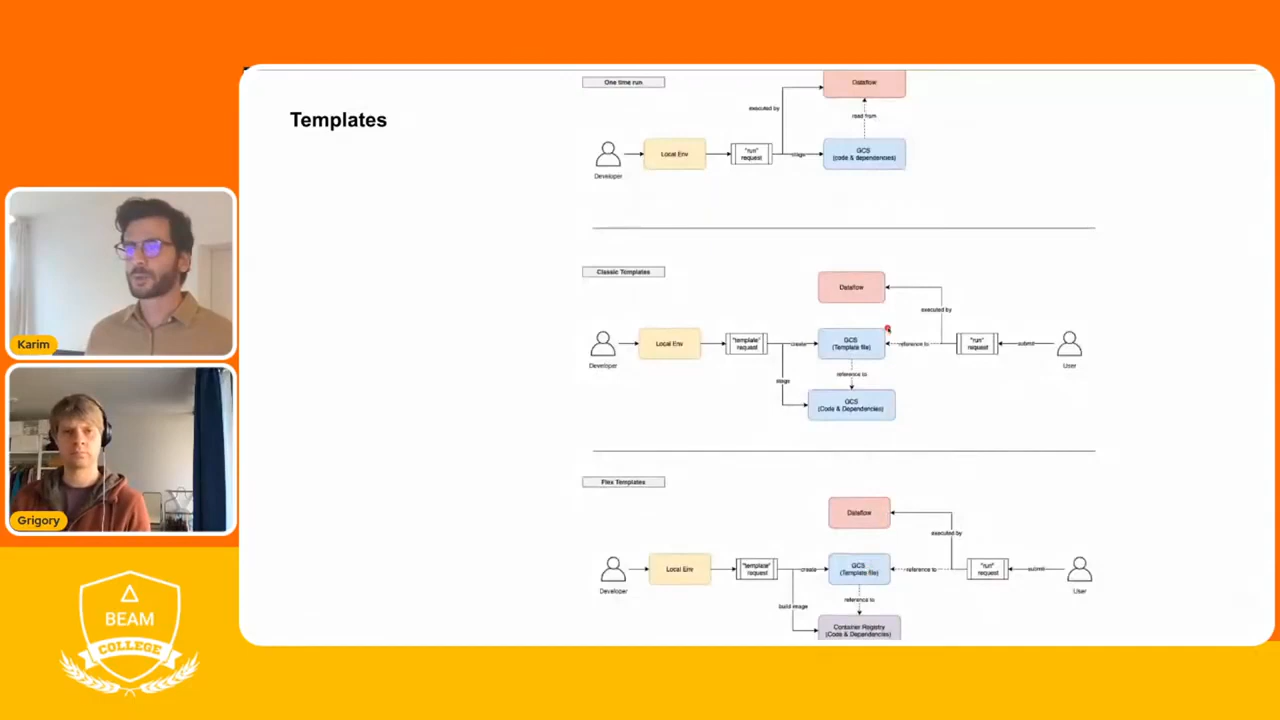 Templates
One time run
Dataflow
executed by
read from
Developer
Local Env
"run"
request
stage
GCS
(code & dependencies)
Classic Templates
Dataflow
executed by
Developer
Local Env
"template"
request
create
GCS
(Template file)
reference to
"run"
request
submit
User
reference to
stage
GCS
(Code & Dependencies)
Flex Templates
Dataflow
executed by
Developer
Local Env
"template"
request
create
GCS
(Template file)
reference to
"run"
request
submit
User
reference to
build image
Container Registry
(Code & Dependencies)
Karim
Grigory
BEAM
COLLEGE